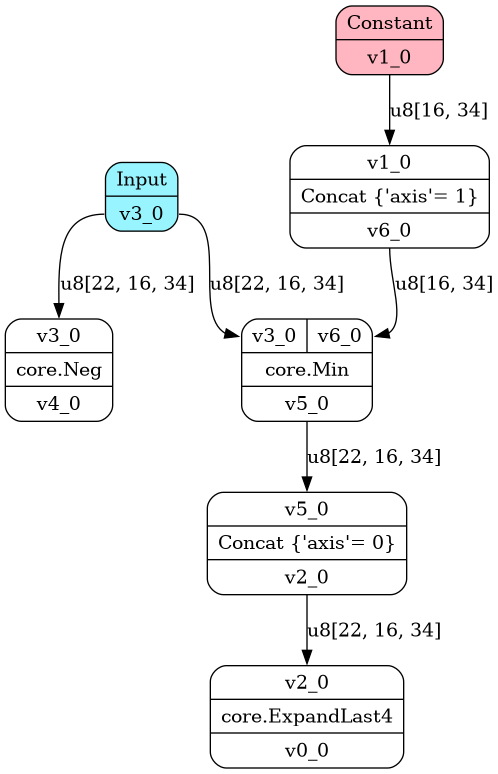 Constant
v1_0
u8[16, 34]
v1_0
Concat {'axis'= 1}
v6_0
Input
v3_0
u8[22, 16, 34]
u8[22, 16, 34]
u8[16, 34]
v3_0
core.Neg
v4_0
v3_0 v6_0
core.Min
v5_0
u8[22, 16, 34]
v5_0
Concat {'axis'= 0}
v2_0
u8[22, 16, 34]
v2_0
core.ExpandLast4
v0_0